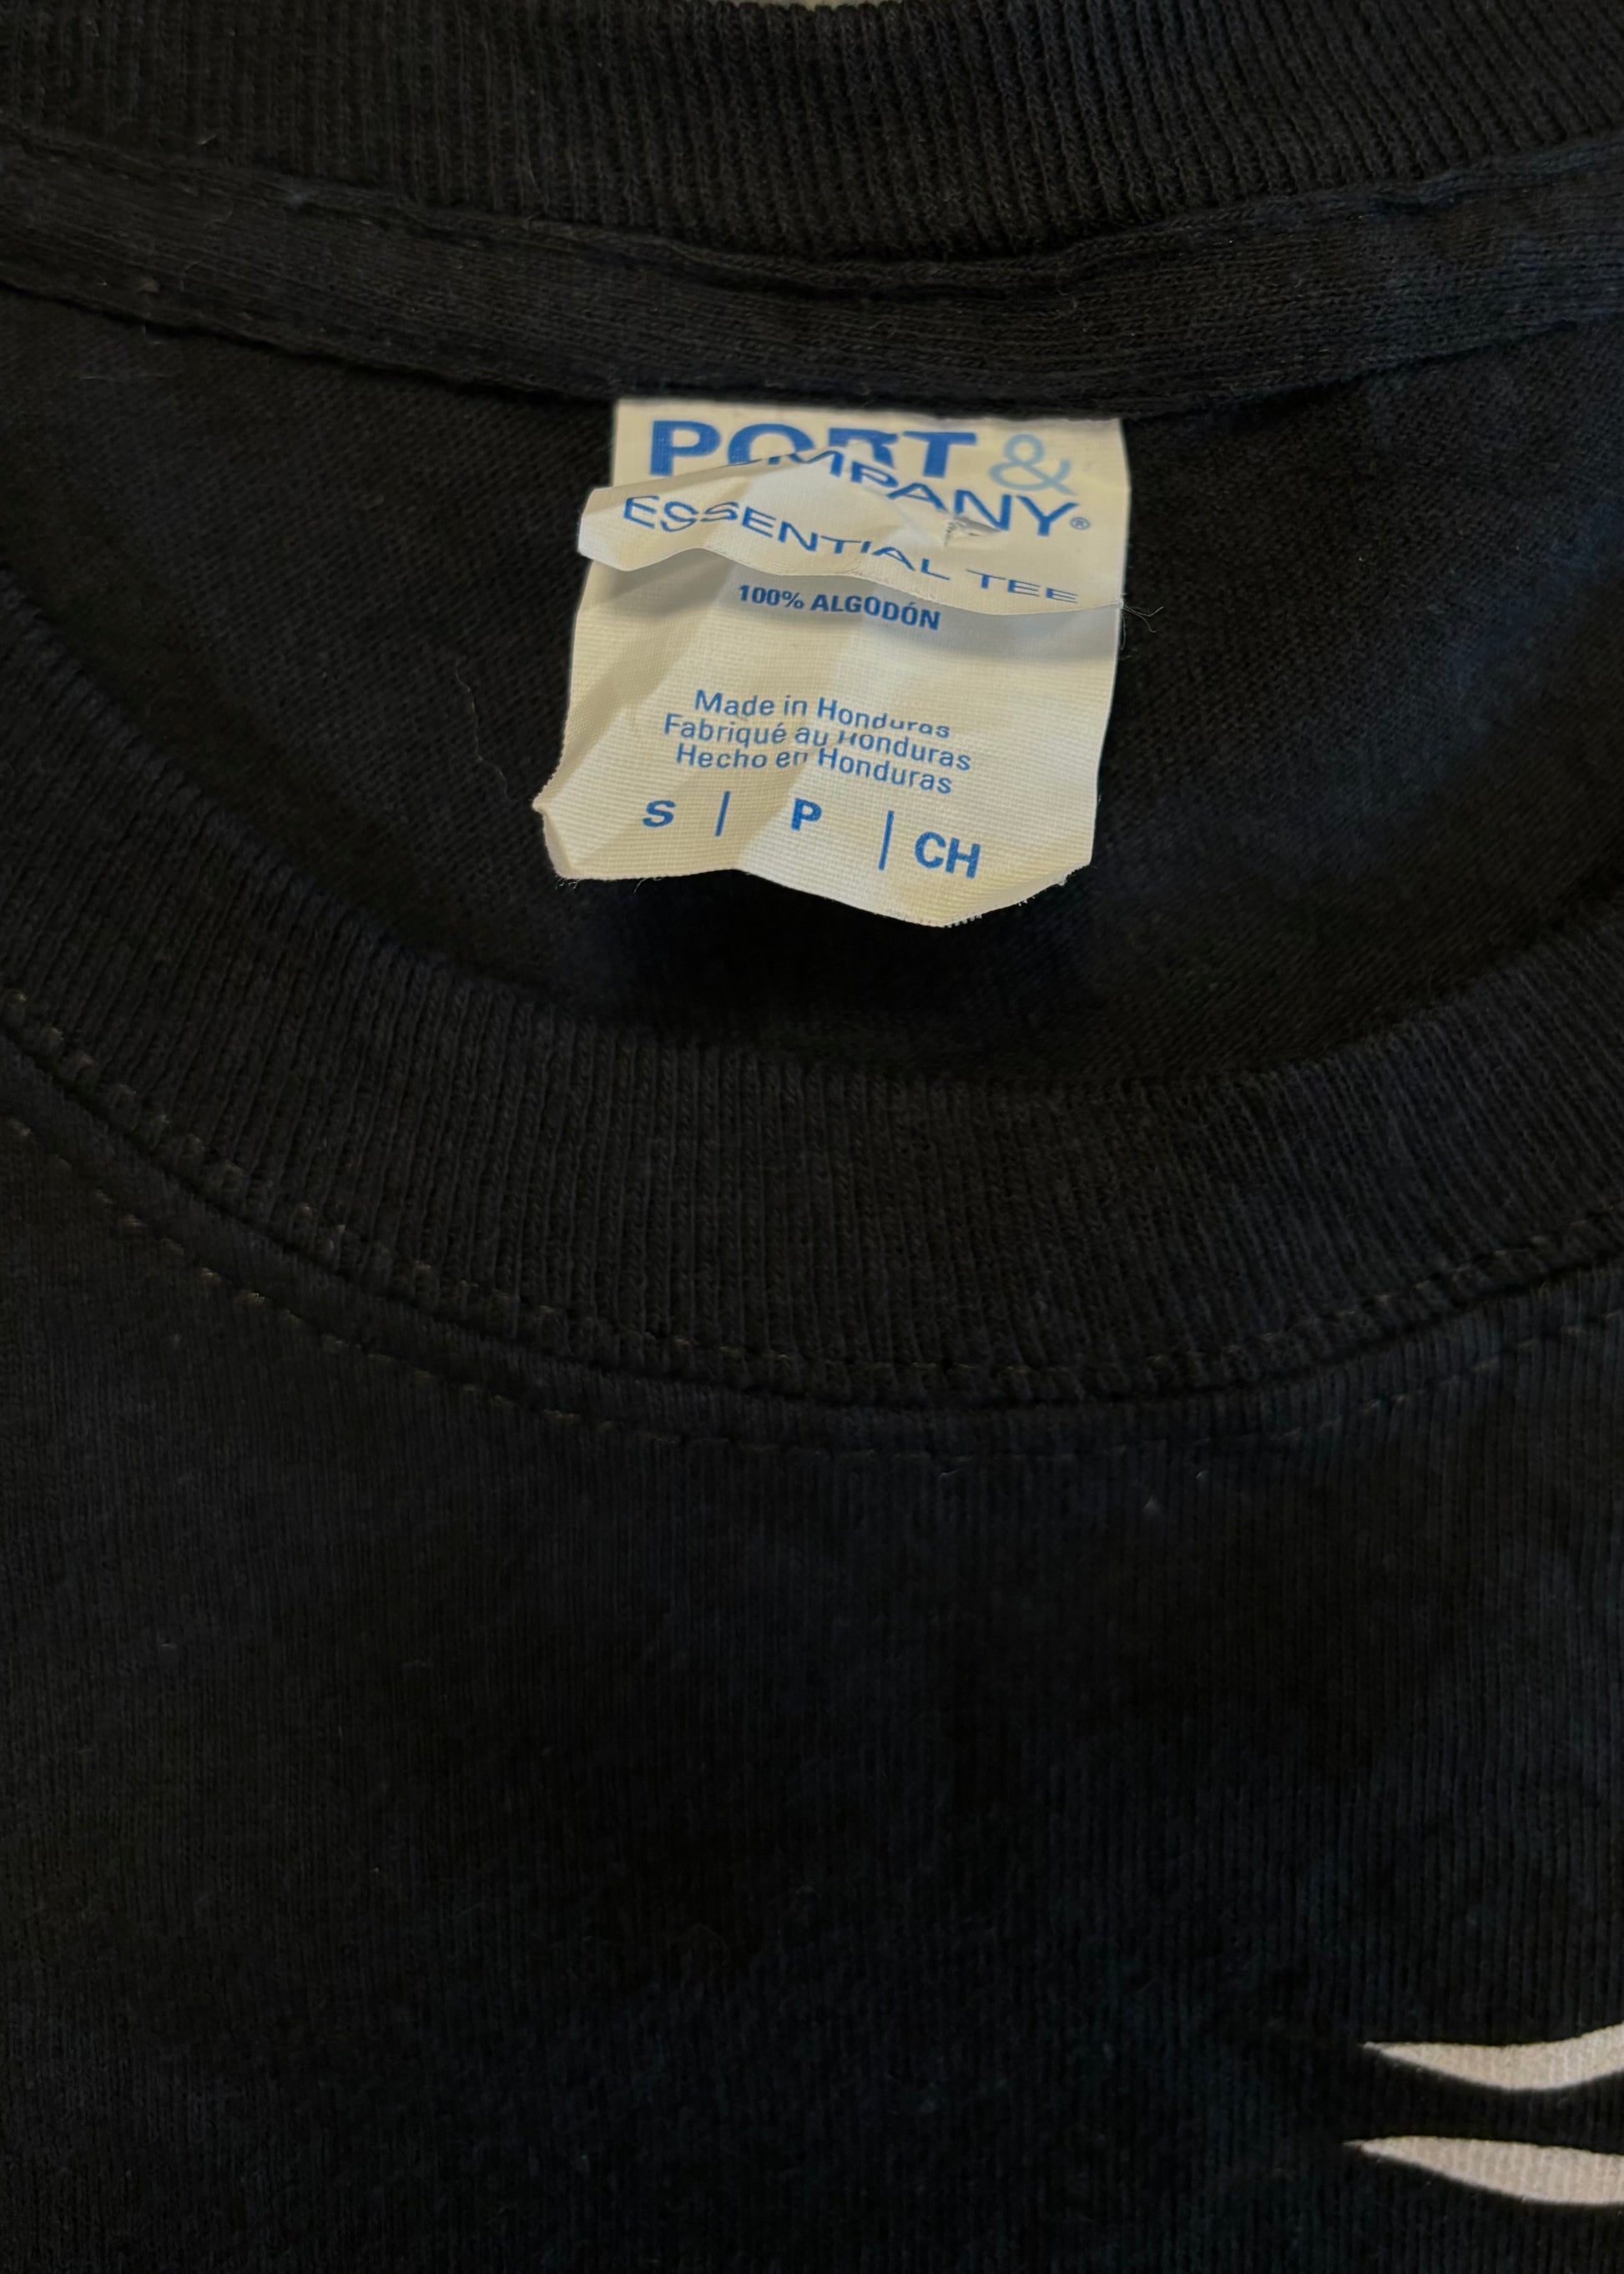 PORT &
COMPANY®
ESSENTIAL TEE
100% ALGODÓN
Made in Honduras
Fabriqué au Honduras
Hecho en Honduras
S | P | CH